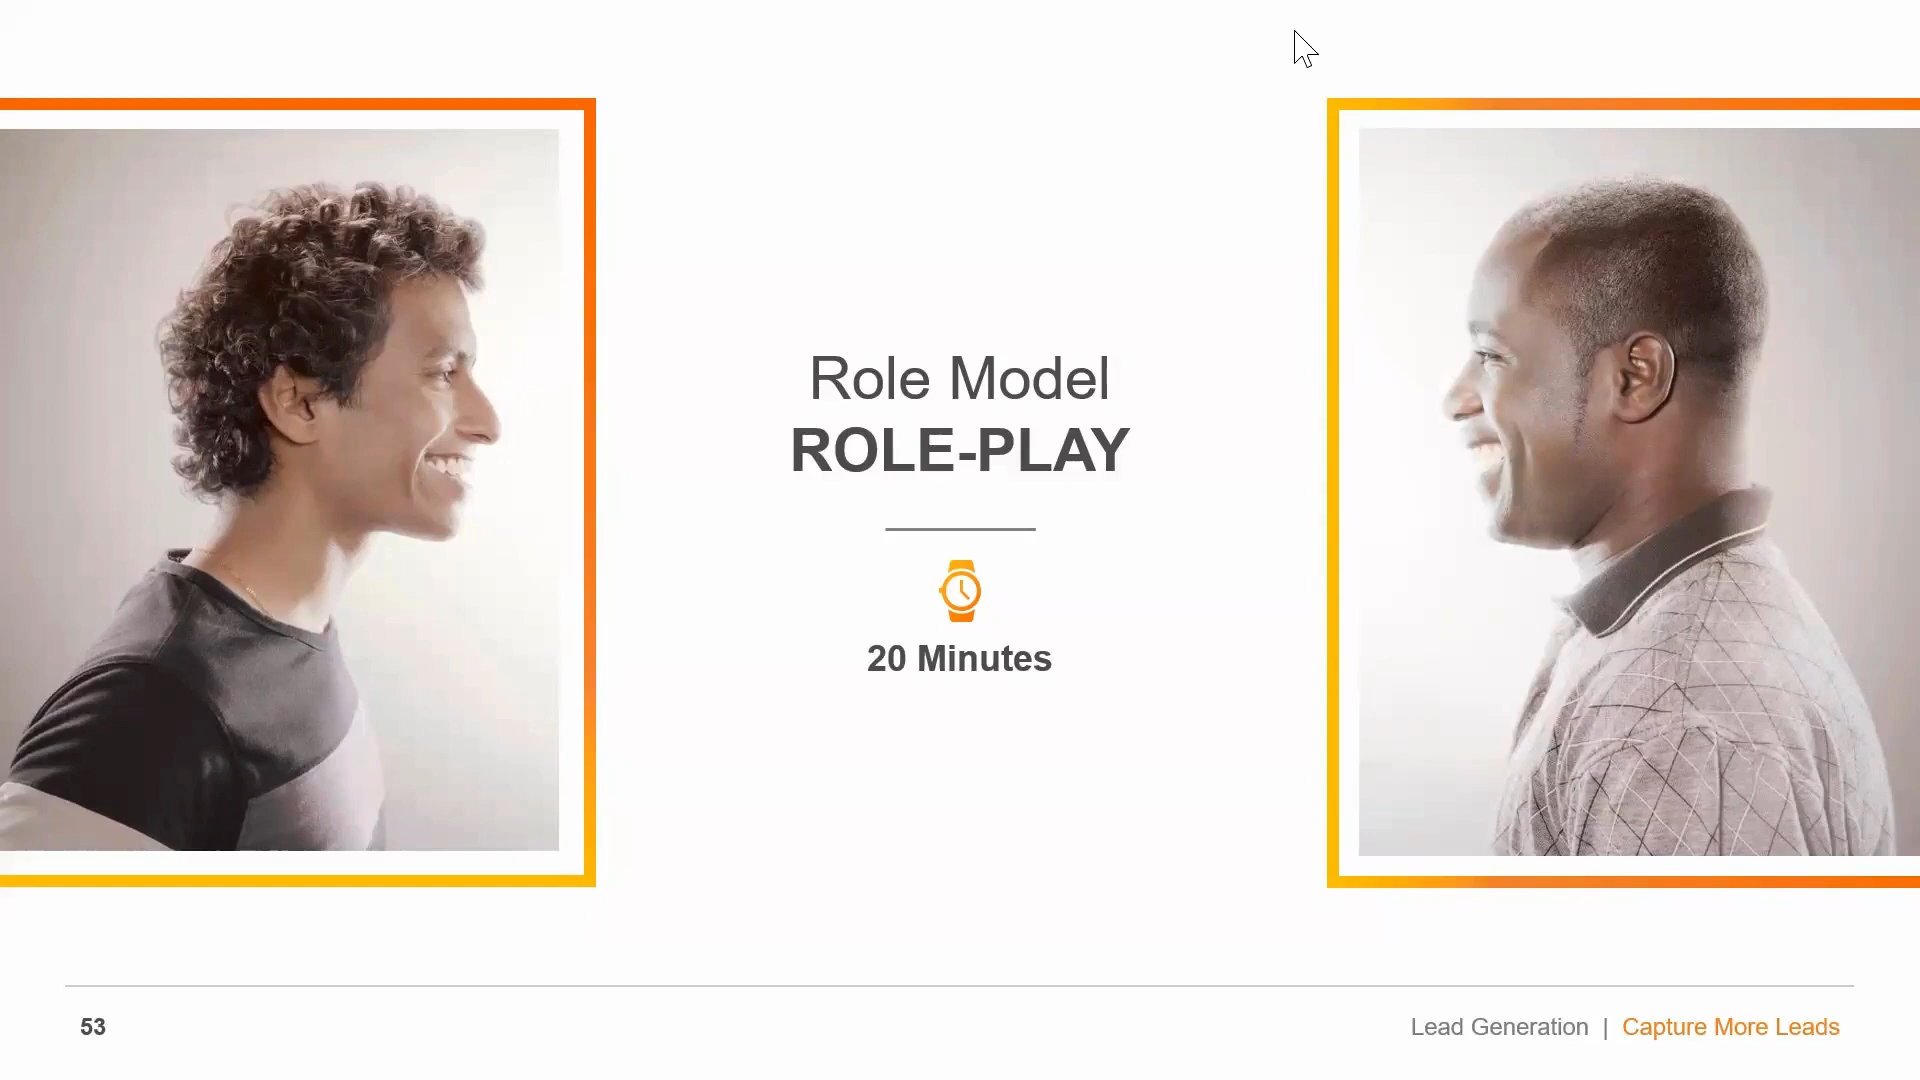 Role Model
ROLE-PLAY
20 Minutes
53
Lead Generation | Capture More Leads